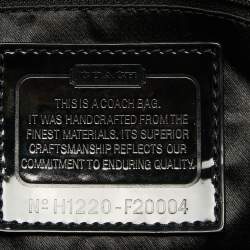 COACH
THIS IS A COACH BAG.
IT WAS HANDCRAFTED FROM THE
FINEST MATERIALS. ITS SUPERIOR
CRAFTSMANSHIP REFLECTS OUR
COMMITMENT TO ENDURING QUALITY.
Nº H1220-F20004